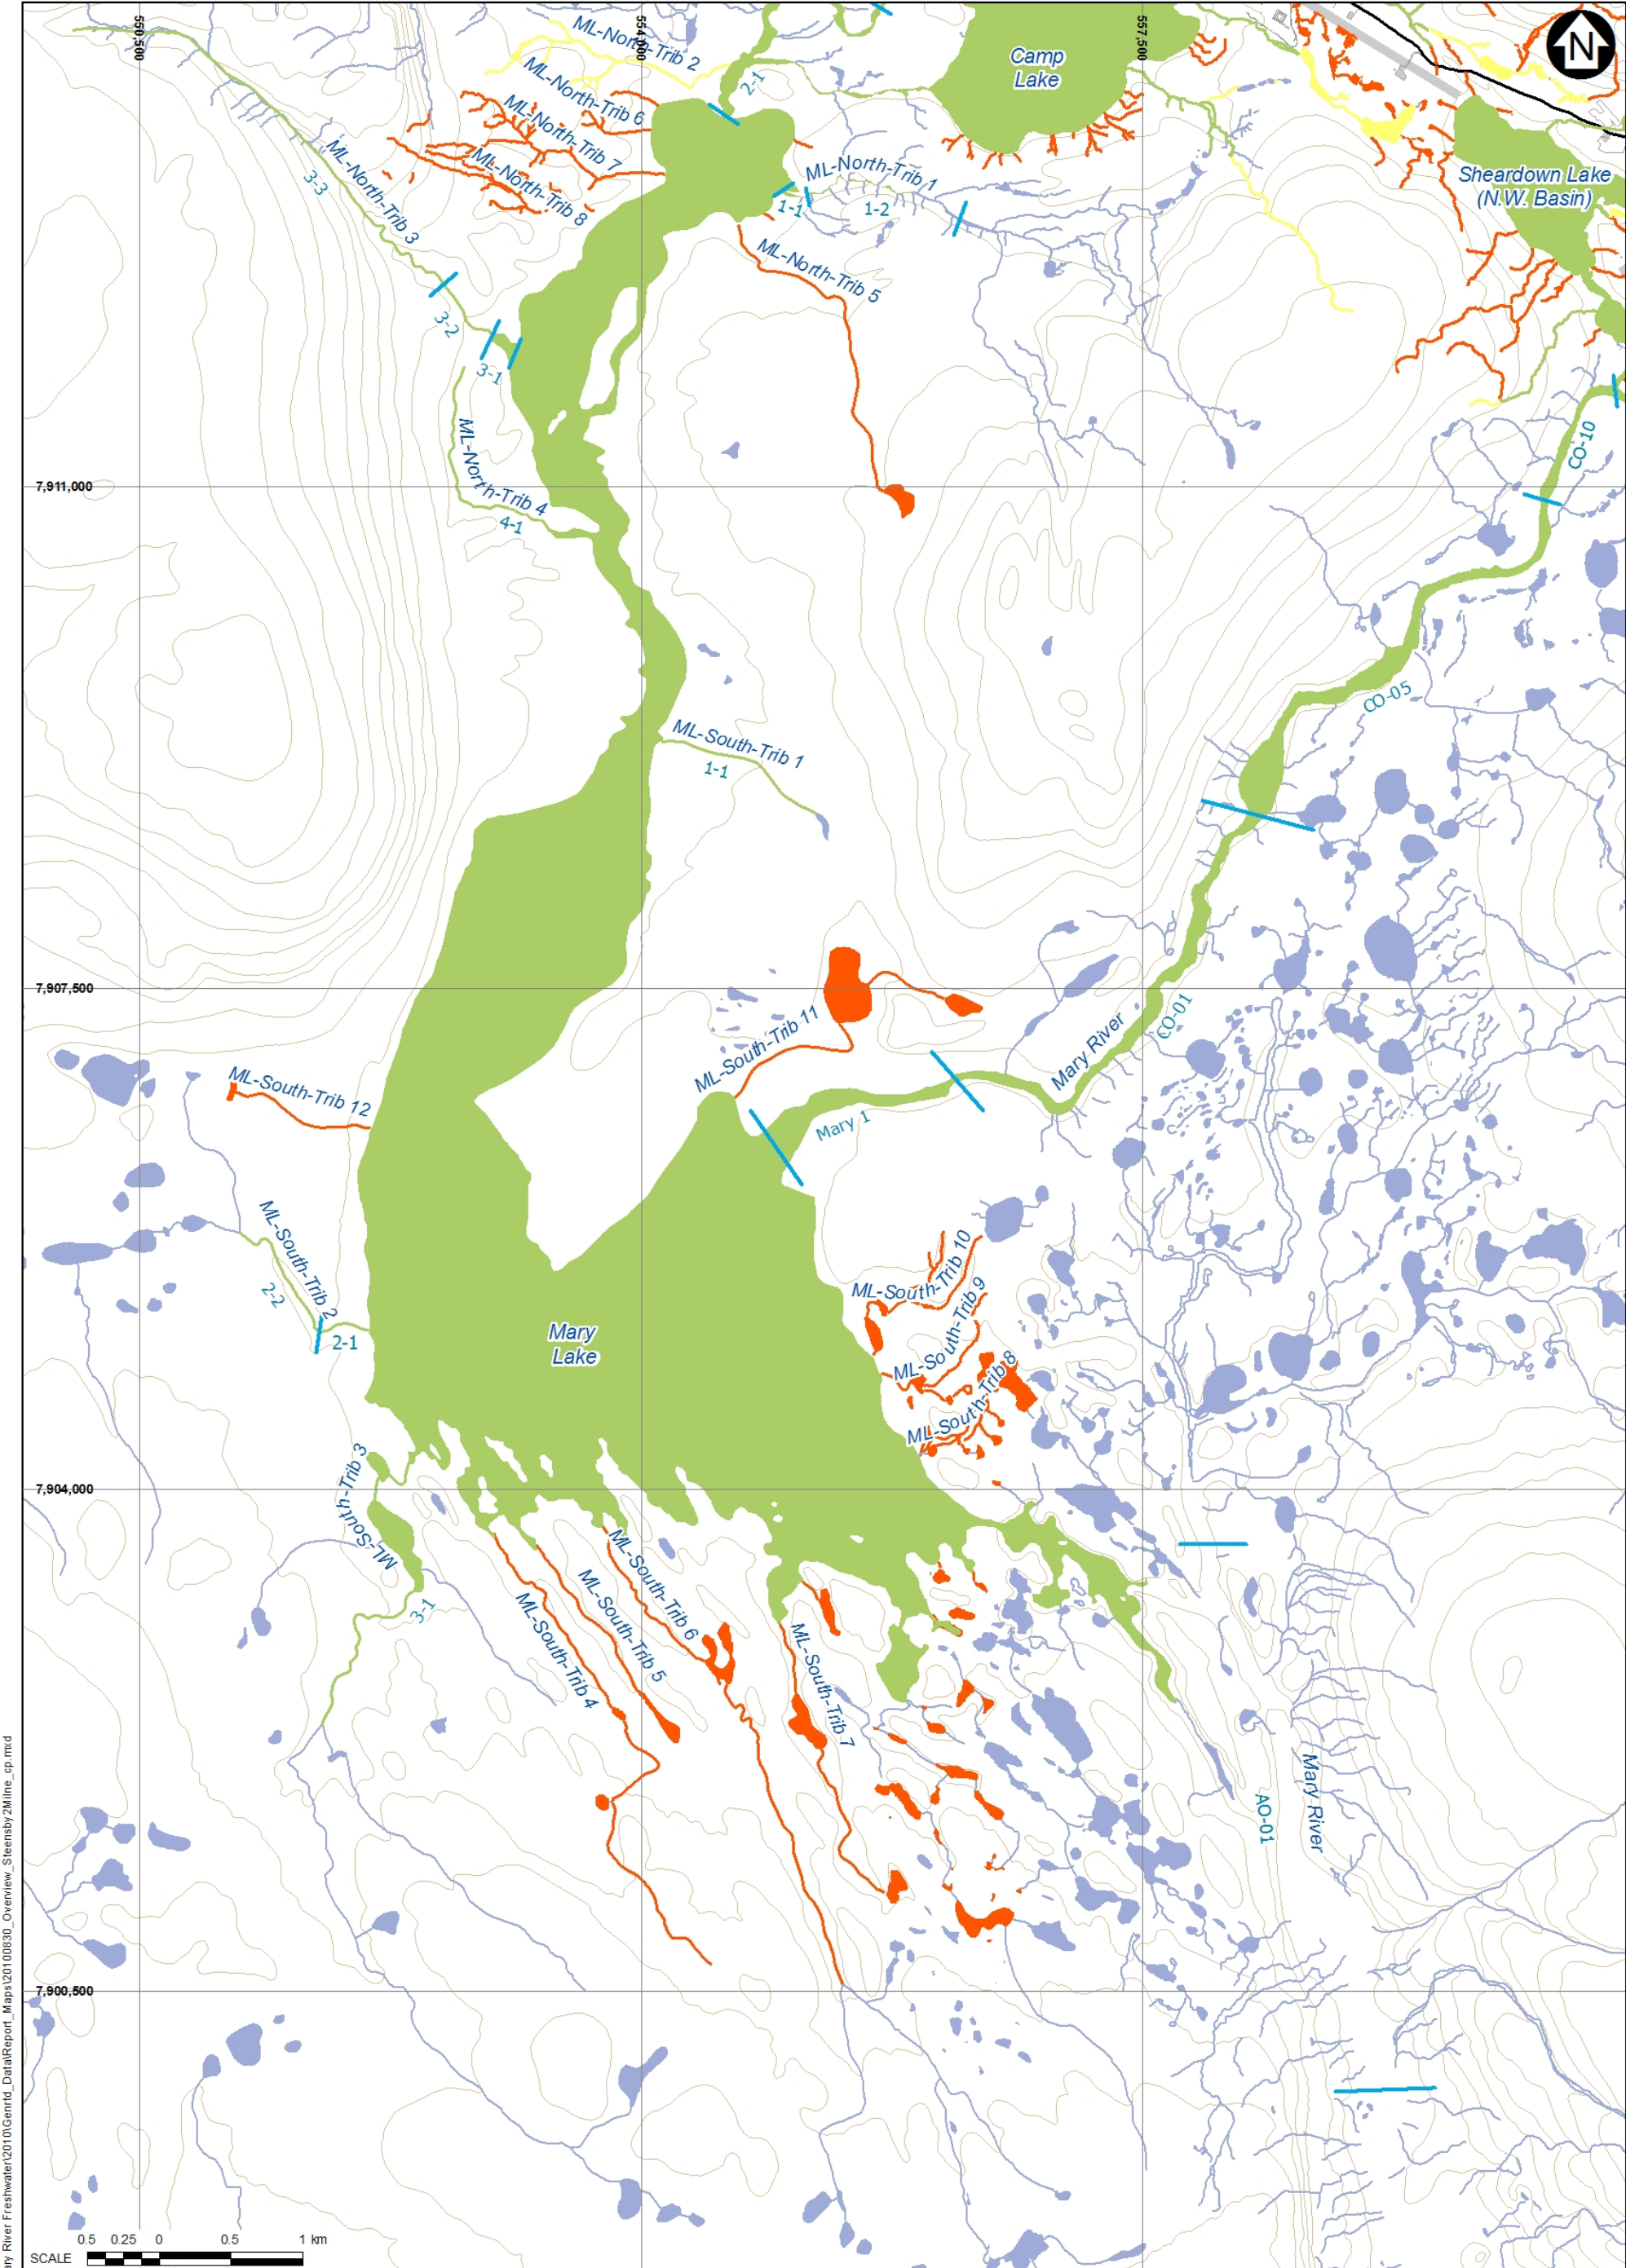 550,500
554,000
557,500
N
ML-North-Trib 2
2-1
Camp
Lake
ML-North-Trib 6
ML-North-Trib 7
ML-North-Trib 8
3-3
ML-North-Trib 3
ML-North-Trib 1
1-1
1-2
Sheardown Lake
(N.W. Basin)
ML-North-Trib 5
3-2
3-1
ML-North-Trib 4
4-1
CO-10
7,911,000
CO-05
ML-South-Trib 1
1-1
7,907,500
ML-South-Trib 11
CO-01
Mary River
Mary 1
ML-South-Trib 12
ML-South-Trib 2
2-2
2-1
Mary
Lake
ML-South-Trib 10
ML-South-Trib 9
ML-South-Trib 8
7,904,000
ML-South-Trib 3
3-1
ML-South-Trib 4
ML-South-Trib 5
ML-South-Trib 6
ML-South-Trib 7
Mary River
AO-01
7,900,500
River Freshwater\2010\Genrtd_Data\Report_Maps\20100830_Overview_Steensby2Milne_cp.mxd
0.5 0.25 0 0.5 1 km
SCALE